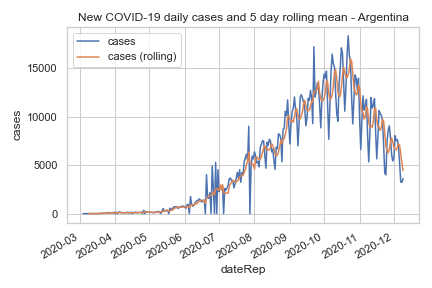 New COVID-19 daily cases and 5 day rolling mean - Argentina
cases
cases (rolling)
15000
10000
5000
0
cases
2020-03
2020-04
2020-05
2020-06
2020-07
2020-08
2020-09
2020-10
2020-11
2020-12
dateRep